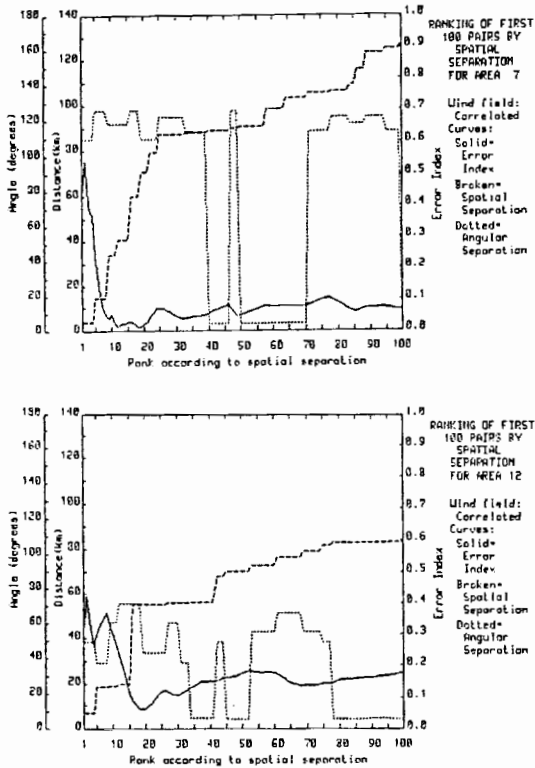 RANKING OF FIRST
100 PAIRS BY
SPATIAL
SEPARATION
FOR AREA 7
Wind field:
Correlated
Curves:
Solid=
Error
Index
Broken=
Spatial
Separation
Dotted=
Angular
Separation
Angle (degrees)
180
160
140
120
100
80
60
40
20
0
Distance(km)
140
120
100
80
60
40
20
0
Error Index
1.0
0.9
0.8
0.7
0.6
0.5
0.4
0.3
0.2
0.1
0.0
1 10 20 30 40 50 60 70 80 90 100
Rank according to spatial separation
RANKING OF FIRST
100 PAIRS BY
SPATIAL
SEPARATION
FOR AREA 12
Wind field:
Correlated
Curves:
Solid=
Error
Index
Broken=
Spatial
Separation
Dotted=
Angular
Separation
Angle (degrees)
180
160
140
120
100
80
60
40
20
0
Distance(km)
140
120
100
80
60
40
20
0
Error Index
1.0
0.9
0.8
0.7
0.6
0.5
0.4
0.3
0.2
0.1
0.0
1 10 20 30 40 50 60 70 80 90 100
Rank according to spatial separation